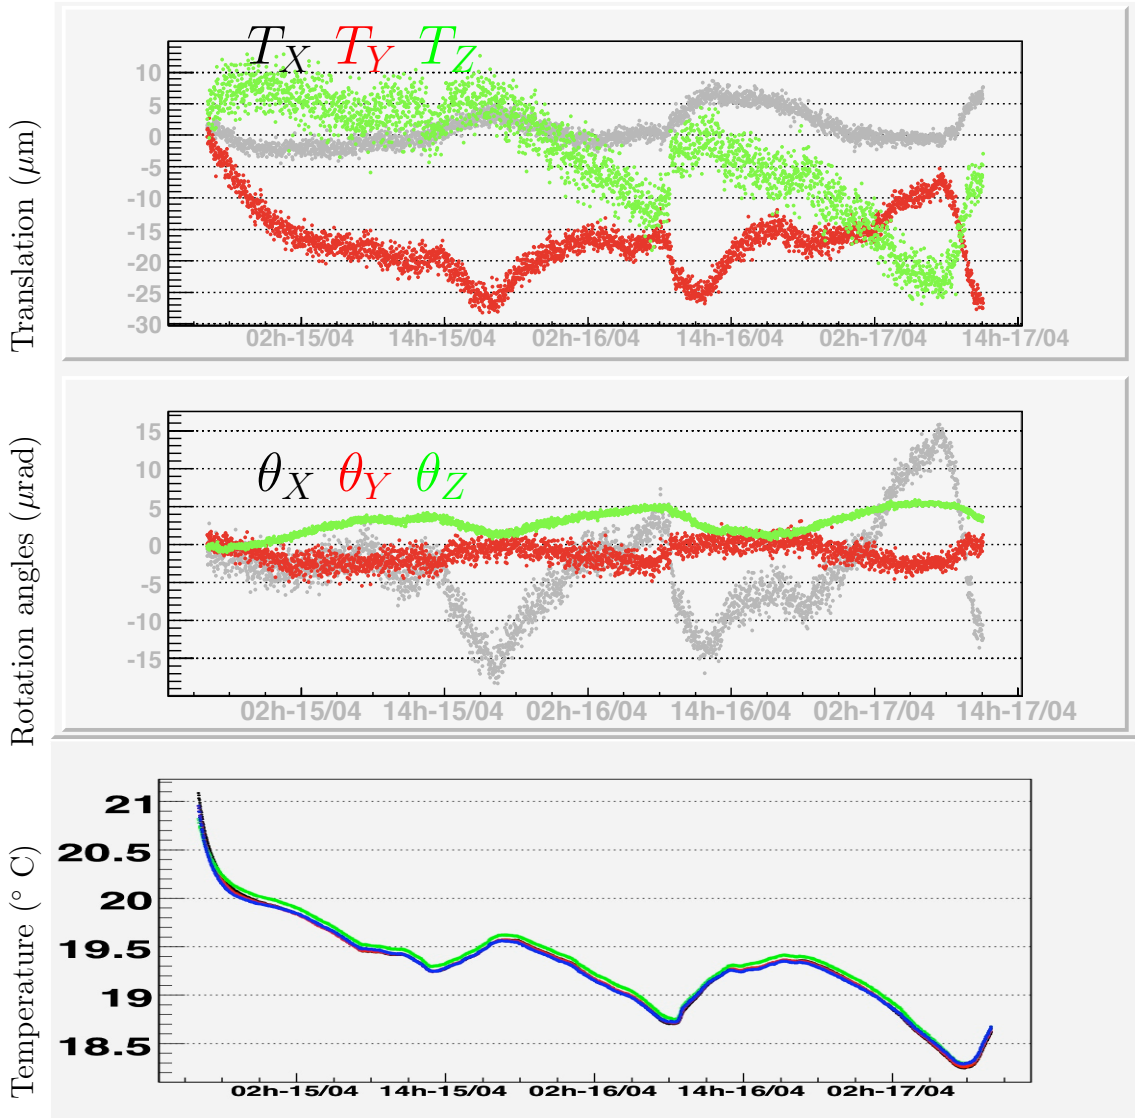 Translation (μm)
T_X T_Y T_Z
10
5
0
-5
-10
-15
-20
-25
-30
02h-15/04 14h-15/04 02h-16/04 14h-16/04 02h-17/04 14h-17/04
Rotation angles (μrad)
θ_X θ_Y θ_Z
15
10
5
0
-5
-10
-15
02h-15/04 14h-15/04 02h-16/04 14h-16/04 02h-17/04 14h-17/04
Temperature (° C)
21
20.5
20
19.5
19
18.5
02h-15/04 14h-15/04 02h-16/04 14h-16/04 02h-17/04